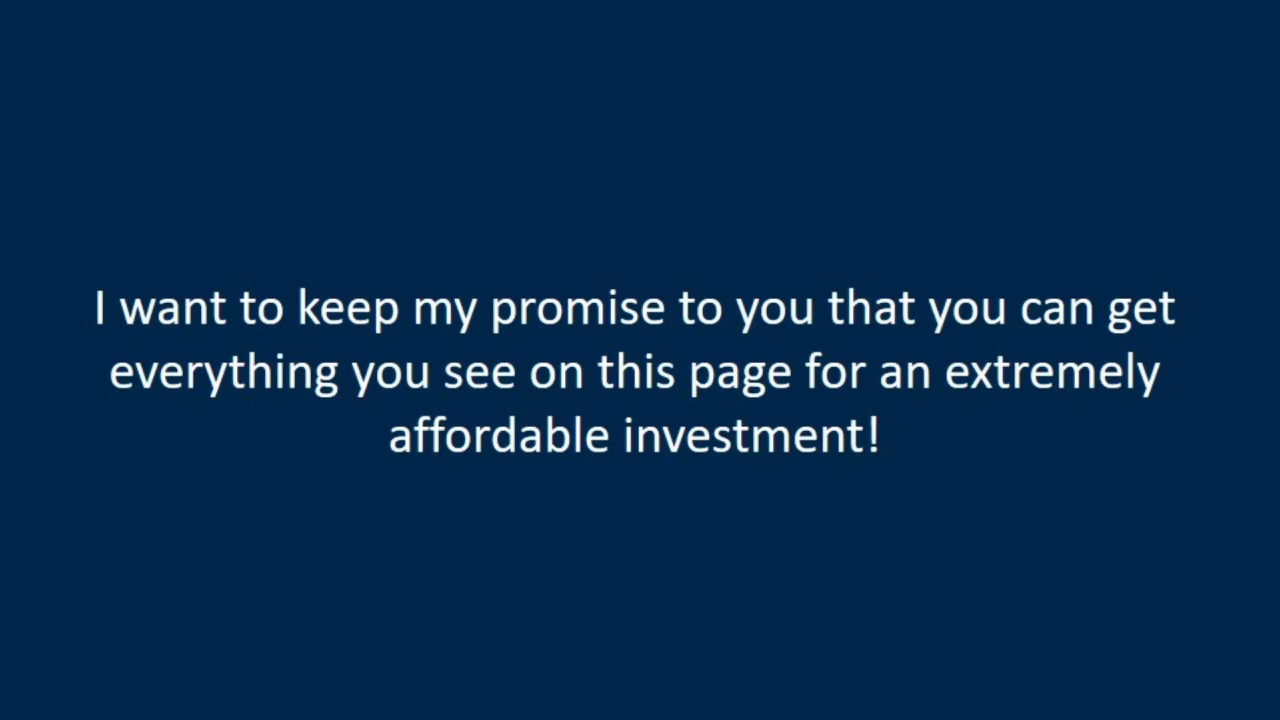 I want to keep my promise to you that you can get
everything you see on this page for an extremely
affordable investment!